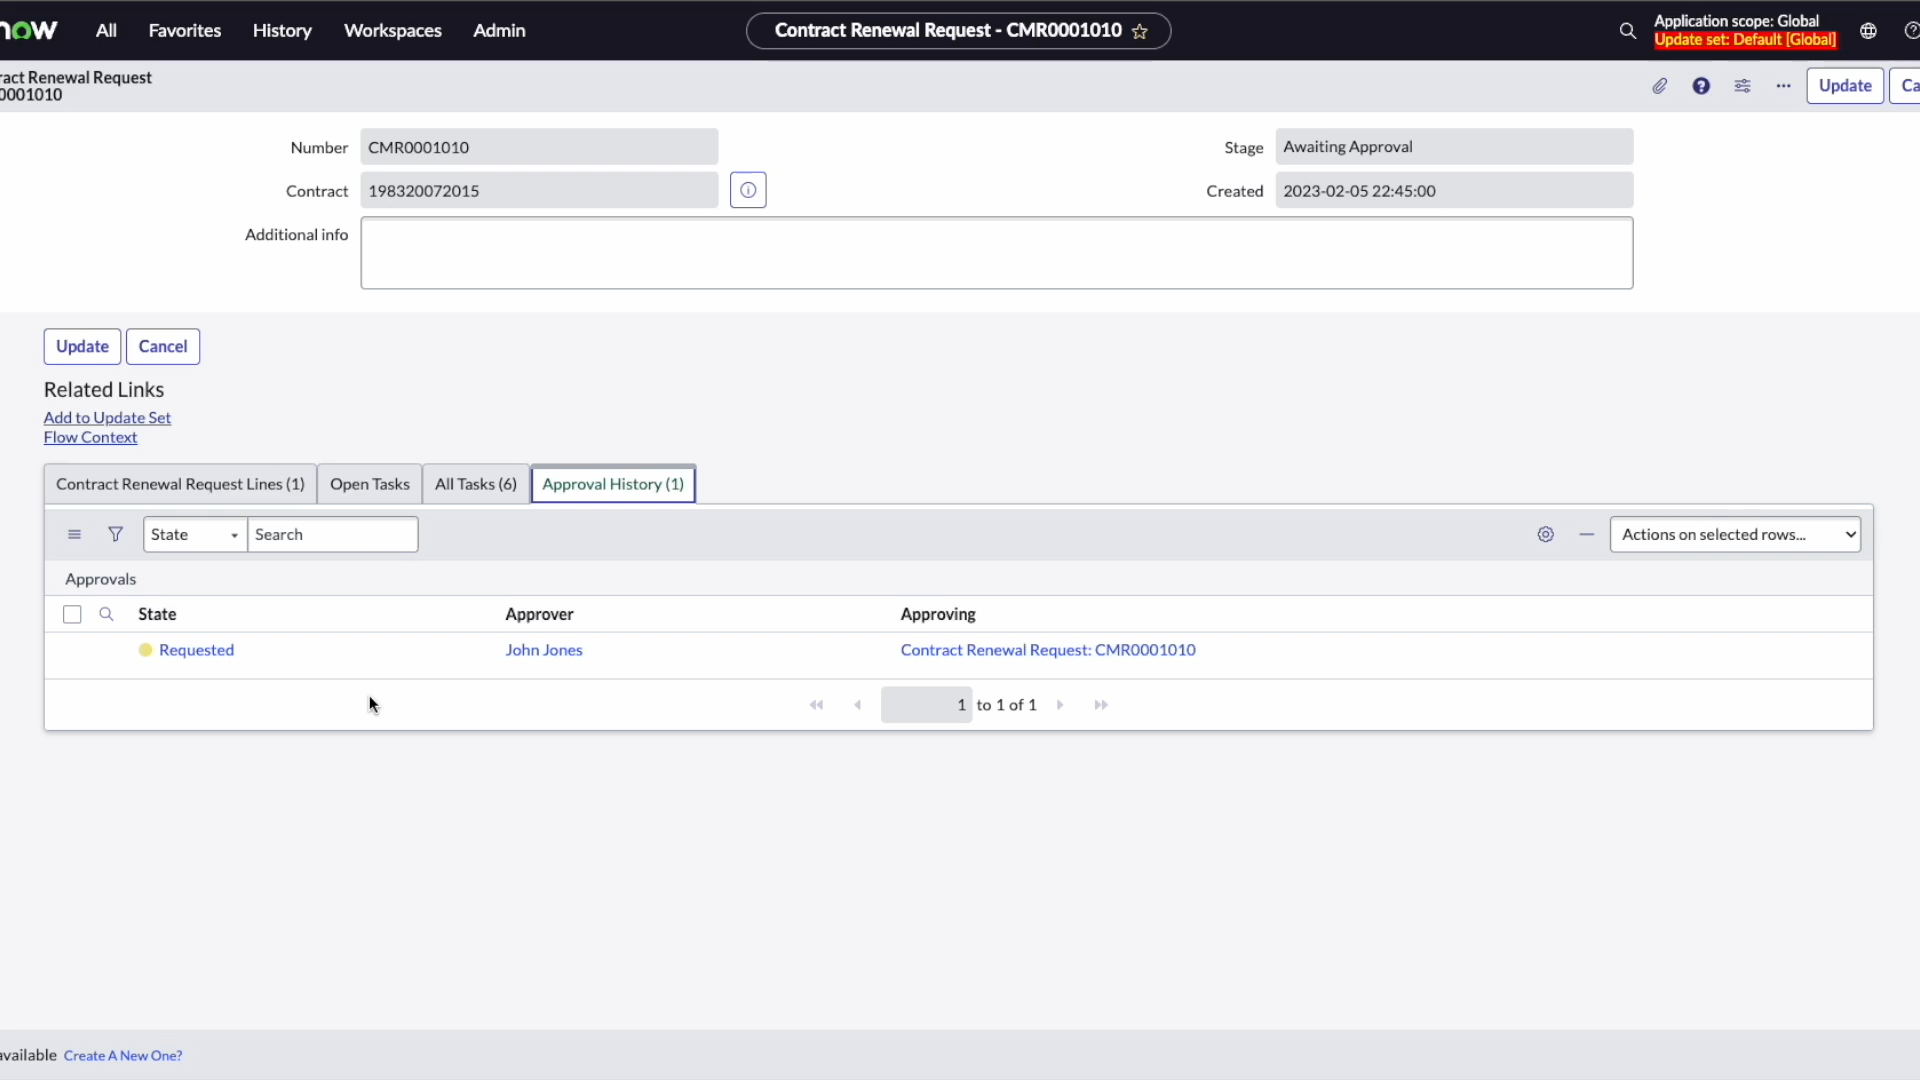 now All Favorites History Workspaces Admin Contract Renewal Request - CMR0001010 Application scope: Global
Update set: Default [Global]
ract Renewal Request
0001010
Update Ca
Number CMR0001010 Stage Awaiting Approval
Contract 198320072015 Created 2023-02-05 22:45:00
Additional info
Update Cancel
Related Links
Add to Update Set
Flow Context
Contract Renewal Request Lines (1) Open Tasks All Tasks (6) Approval History (1)
State Search Actions on selected rows...
Approvals
State Approver Approving
Requested John Jones Contract Renewal Request: CMR0001010
1 to 1 of 1
available Create A New One?